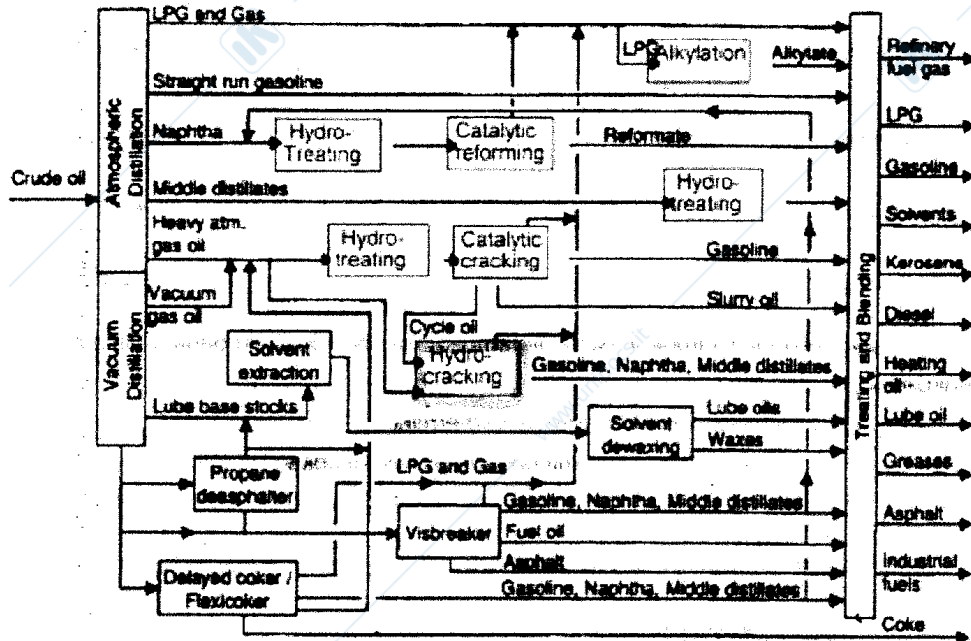 LPG and Gas
LPG
Alkylation
Alkylate
Refinery
fuel gas
Straight run gasoline
LPG
Naphtha
Hydro-
Treating
Catalytic
reforming
Reformate
Gasoline
Crude oil
Atmospheric
Distillation
Middle distillates
Hydro-
treating
Solvents
Heavy atm.
gas oil
Hydro-
treating
Catalytic
cracking
Gasoline
Kerosene
Vacuum
gas oil
Slurry oil
Treating and Blending
Diesel
Vacuum
Distillation
Solvent
extraction
Cycle oil
Hydro-
cracking
Gasoline, Naphtha, Middle distillates
Heating
oil
Lube base stocks
Solvent
dewaxing
Lube oils
Waxes
Lube oil
Propane
deasphalter
LPG and Gas
Greases
Gasoline, Naphtha, Middle distillates
Visbreaker
Fuel oil
Asphalt
Asphalt
Delayed coker /
Flexicoker
Gasoline, Naphtha, Middle distillates
Industrial
fuels
Coke